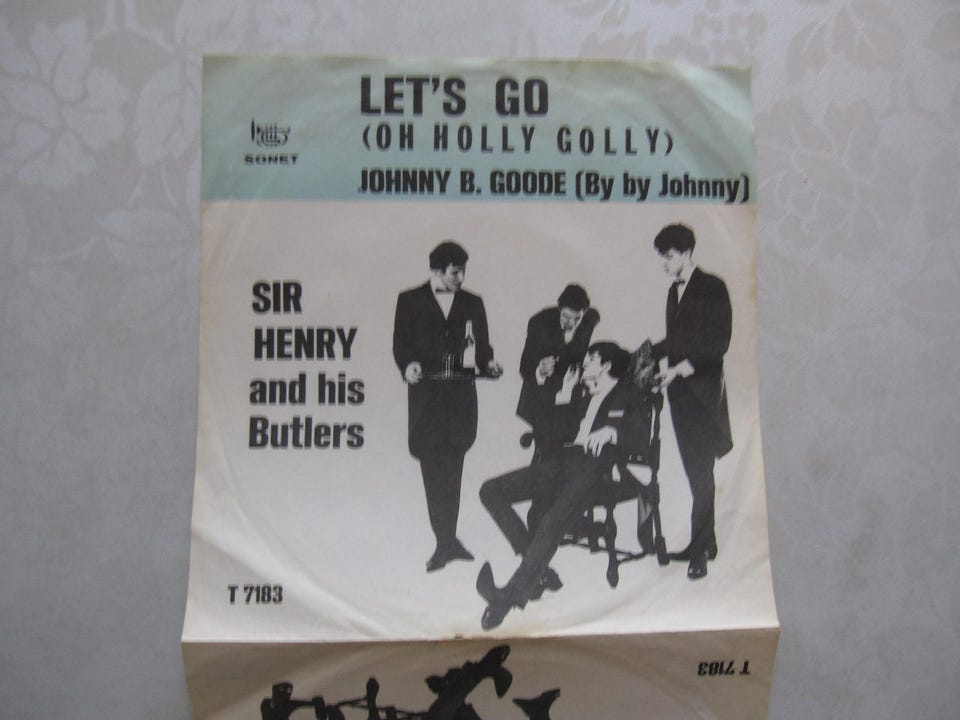 LET'S GO
(OH HOLLY GOLLY)
SONET
JOHNNY B. GOODE (By by Johnny)
SIR
HENRY
and his
Butlers
T 7183
T 7183